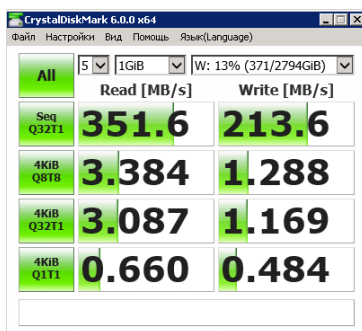 CrystalDiskMark 6.0.0 x64
Файл Настройки Вид Помощь Язык(Language)
All 5 1GiB W: 13% (371/2794GiB)
Read [MB/s] Write [MB/s]
Seq Q32T1 351.6 213.6
4KiB Q8T8 3.384 1.288
4KiB Q32T1 3.087 1.169
4KiB Q1T1 0.660 0.484